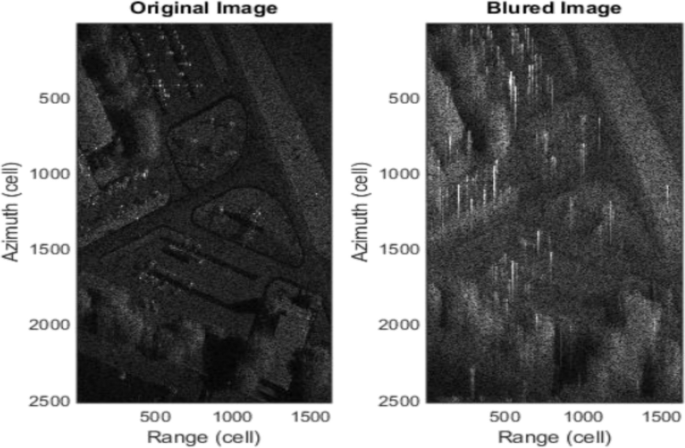 Original Image
Blured Image
500
1000
1500
2000
2500
Azimuth (cell)
500 1000 1500
Range (cell)
500
1000
1500
2000
2500
Azimuth (cell)
500 1000 1500
Range (cell)